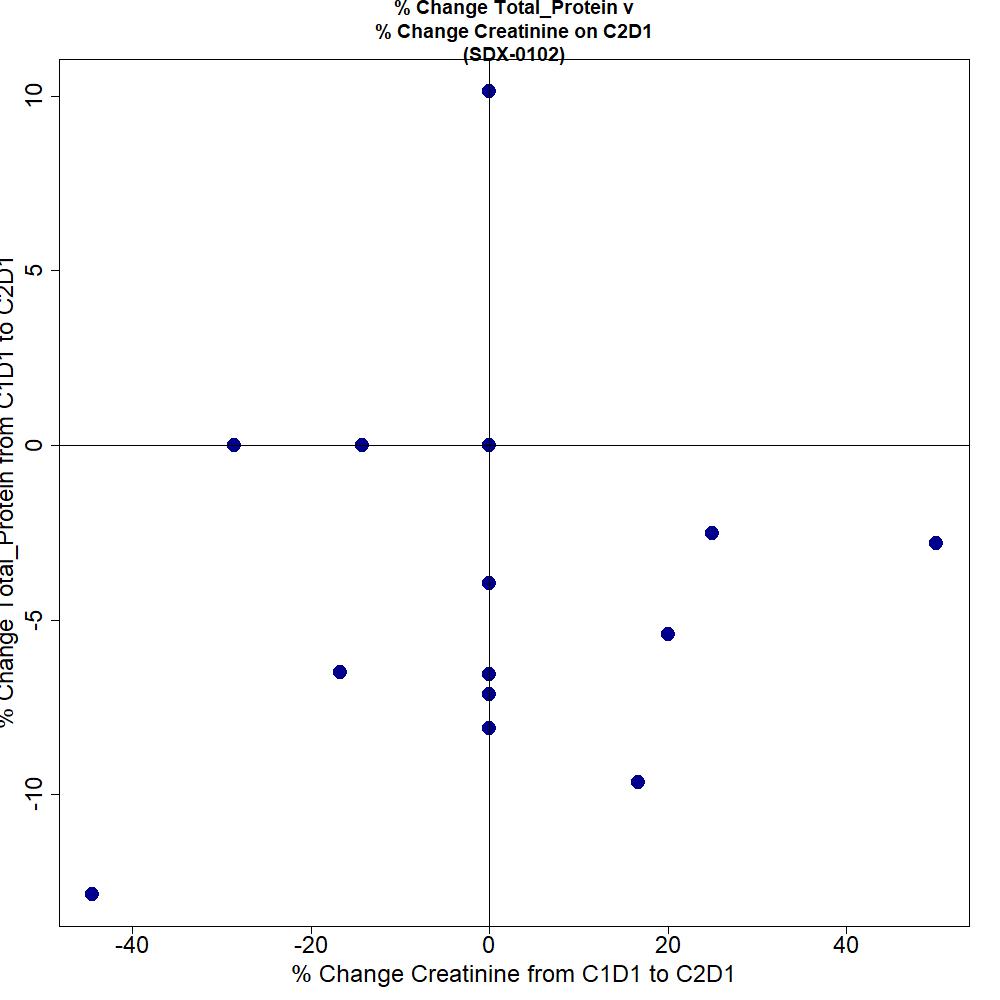 % Change Total_Protein v
% Change Creatinine on C2D1
(SDX-0102)
% Change Total_Protein from C1D1 to C2D1
10
5
0
-5
-10
-40
-20
0
20
40
% Change Creatinine from C1D1 to C2D1